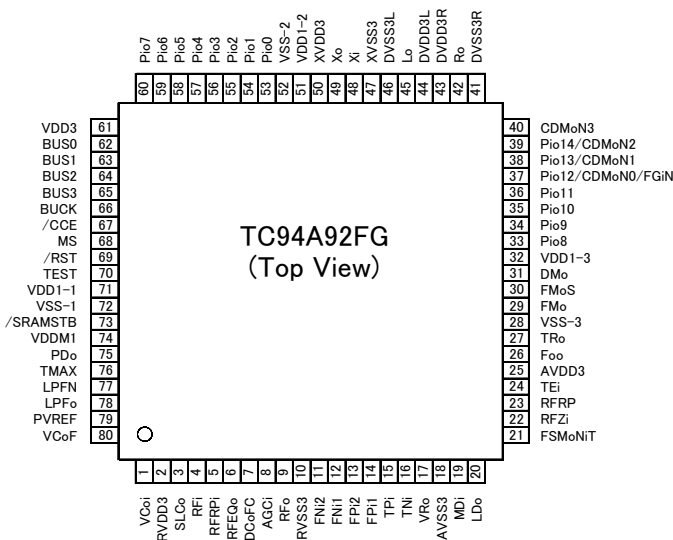 Pio7
Pio6
Pio5
Pio4
Pio3
Pio2
Pio1
Pio0
VSS-2
VDD1-2
XVDD3
Xo
Xi
XVSS3
DVSS3L
Lo
DVDD3L
DVDD3R
Ro
DVSS3R
60 59 58 57 56 55 54 53 52 51 50 49 48 47 46 45 44 43 42 41
VDD3 61
BUS0 62
BUS1 63
BUS2 64
BUS3 65
BUCK 66
/CCE 67
MS 68
/RST 69
TEST 70
VDD1-1 71
VSS-1 72
/SRAMSTB 73
VDDM1 74
PDo 75
TMAX 76
LPFN 77
LPFo 78
PVREF 79
VCoF 80
TC94A92FG
(Top View)
40 CDMoN3
39 Pio14/CDMoN2
38 Pio13/CDMoN1
37 Pio12/CDMoN0/FGiN
36 Pio11
35 Pio10
34 Pio9
33 Pio8
32 VDD1-3
31 DMo
30 FMoS
29 FMo
28 VSS-3
27 TRo
26 Foo
25 AVDD3
24 TEi
23 RFRP
22 RFZi
21 FSMoNiT
1 2 3 4 5 6 7 8 9 10 11 12 13 14 15 16 17 18 19 20
VCoi
RVDD3
SLCo
RFi
RFRPi
RFEQo
DCoFC
AGCi
RFo
RVSS3
FNi2
FNi1
FPi2
FPi1
TPi
TNi
VRo
AVSS3
MDi
LDo